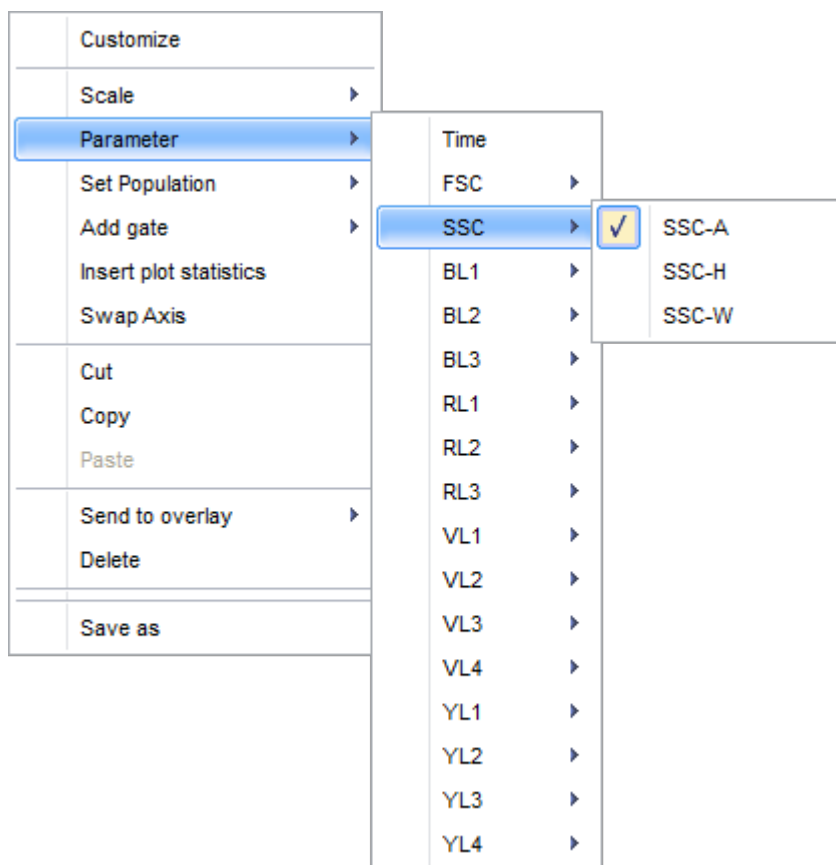 Customize
Scale
Parameter
Set Population
Add gate
Insert plot statistics
Swap Axis
Cut
Copy
Paste
Send to overlay
Delete
Save as
Time
FSC
SSC
BL1
BL2
BL3
RL1
RL2
RL3
VL1
VL2
VL3
VL4
YL1
YL2
YL3
YL4
SSC-A
SSC-H
SSC-W